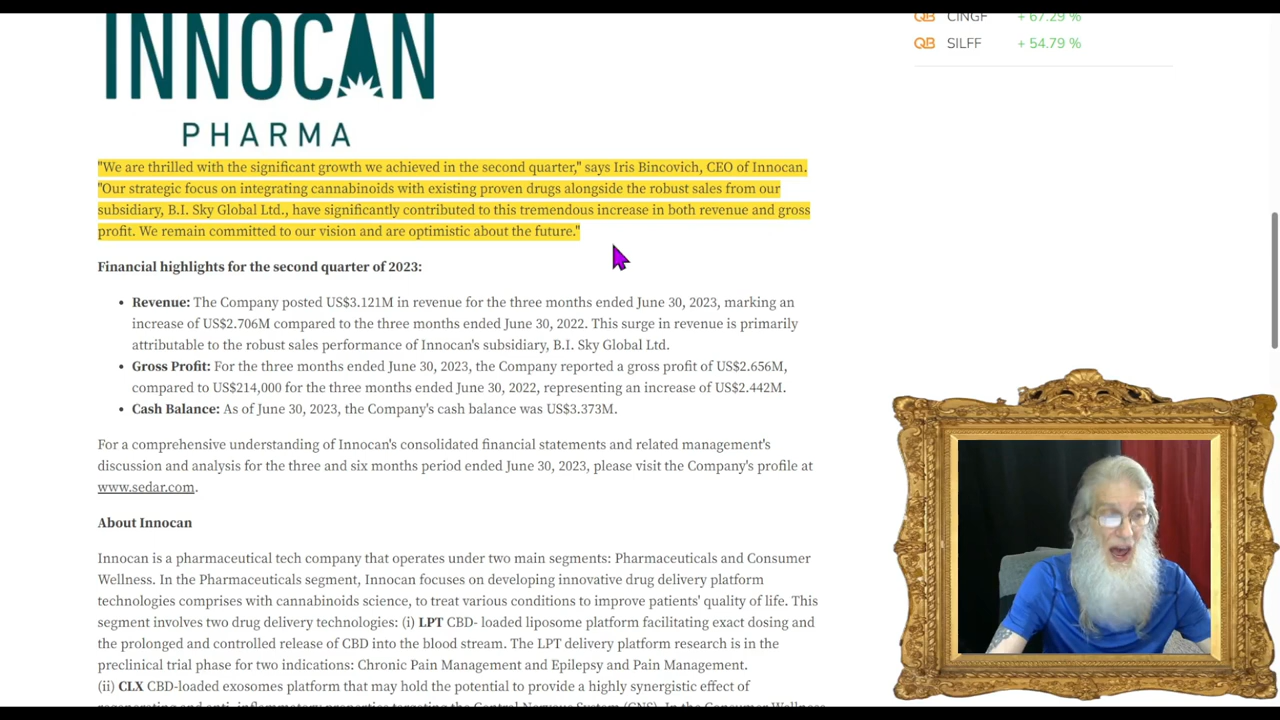 INNOCAN
PHARMA
QB CINGF + 67.29 %
QB SILFF + 54.79 %
"We are thrilled with the significant growth we achieved in the second quarter," says Iris Bincovich, CEO of Innocan.
"Our strategic focus on integrating cannabinoids with existing proven drugs alongside the robust sales from our
subsidiary, B.I. Sky Global Ltd., have significantly contributed to this tremendous increase in both revenue and gross
profit. We remain committed to our vision and are optimistic about the future."
Financial highlights for the second quarter of 2023:
• Revenue: The Company posted US$3.121M in revenue for the three months ended June 30, 2023, marking an
increase of US$2.706M compared to the three months ended June 30, 2022. This surge in revenue is primarily
attributable to the robust sales performance of Innocan's subsidiary, B.I. Sky Global Ltd.
• Gross Profit: For the three months ended June 30, 2023, the Company reported a gross profit of US$2.656M,
compared to US$214,000 for the three months ended June 30, 2022, representing an increase of US$2.442M.
• Cash Balance: As of June 30, 2023, the Company's cash balance was US$3.373M.
For a comprehensive understanding of Innocan's consolidated financial statements and related management's
discussion and analysis for the three and six months period ended June 30, 2023, please visit the Company's profile at
www.sedar.com.
About Innocan
Innocan is a pharmaceutical tech company that operates under two main segments: Pharmaceuticals and Consumer
Wellness. In the Pharmaceuticals segment, Innocan focuses on developing innovative drug delivery platform
technologies comprises with cannabinoids science, to treat various conditions to improve patients' quality of life. This
segment involves two drug delivery technologies: (i) LPT CBD- loaded liposome platform facilitating exact dosing and
the prolonged and controlled release of CBD into the blood stream. The LPT delivery platform research is in the
preclinical trial phase for two indications: Chronic Pain Management and Epilepsy and Pain Management.
(ii) CLX CBD-loaded exosomes platform that may hold the potential to provide a highly synergistic effect of
regenerating and anti-inflammatory properties targeting the Central Nervous System (CNS). In the Consumer Wellness